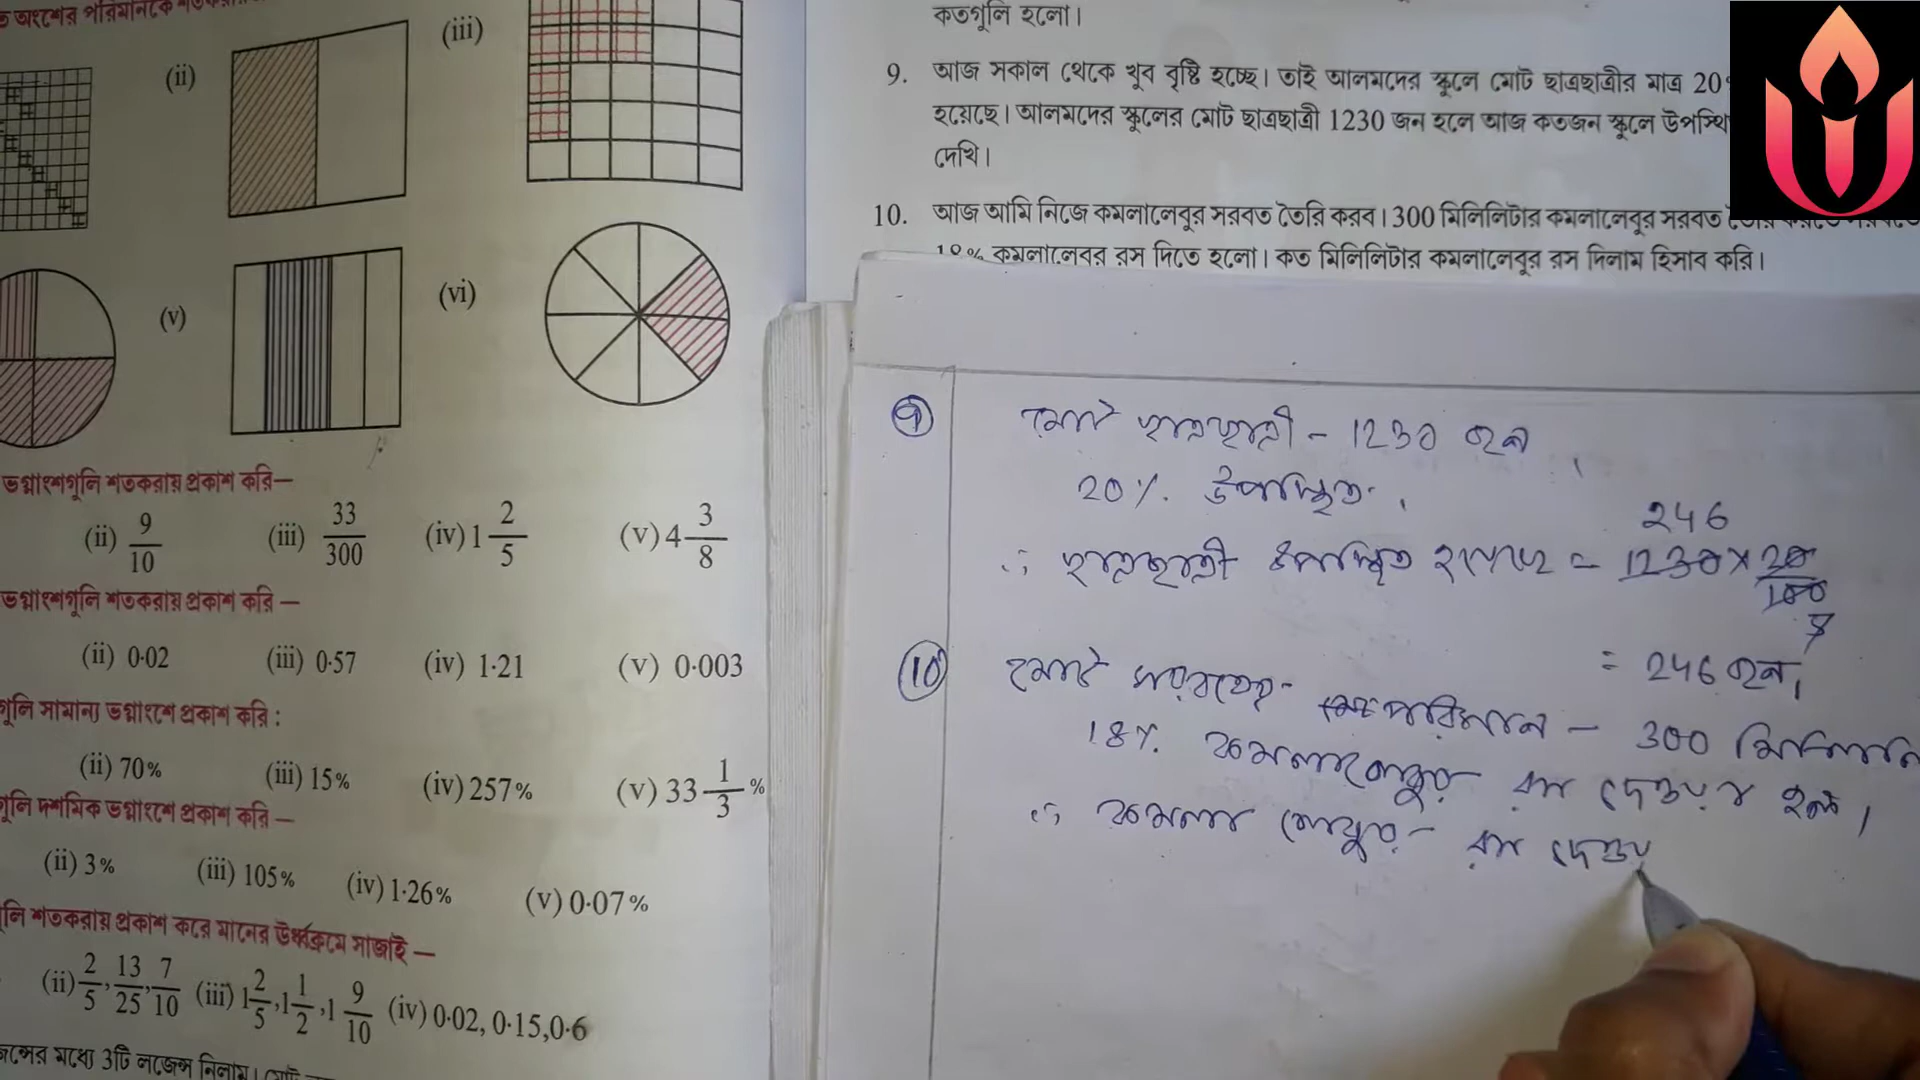 ত অংশের পরিমানকে
(ii)
(iii)
(v)
(vi)
ভগ্নাংশগুলি শতকরায় প্রকাশ করি—
(ii) 9/10 (iii) 33/300 (iv) 1 2/5 (v) 4 3/8
ভগ্নাংশগুলি শতকরায় প্রকাশ করি —
(ii) 0·02 (iii) 0·57 (iv) 1·21 (v) 0·003
গুলি সামান্য ভগ্নাংশে প্রকাশ করি :
(ii) 70% (iii) 15% (iv) 257% (v) 33 1/3 %
গুলি দশমিক ভগ্নাংশে প্রকাশ করি —
(ii) 3% (iii) 105% (iv) 1·26% (v) 0·07%
গুলি শতকরায় প্রকাশ করে মানের ঊর্ধ্বক্রমে সাজাই —
(ii) 2/5, 13/25, 7/10 (iii) 1 2/5, 1 1/2, 1 9/10 (iv) 0·02, 0·15, 0·6
মধ্যে 3টি লজেন্স নিলাম।
কতগুলি হলো।
9. আজ সকাল থেকে খুব বৃষ্টি হচ্ছে। তাই আলমদের স্কুলে মোট ছাত্রছাত্রীর মাত্র 20
হয়েছে। আলমদের স্কুলের মোট ছাত্রছাত্রী 1230 জন হলে আজ কতজন স্কুলে উপস্থি
দেখি।
10. আজ আমি নিজে কমলালেবুর সরবত তৈরি করব। 300 মিলিলিটার কমলালেবুর সরবত তৈরি করতে
18% কমলালেবুর রস দিতে হলো। কত মিলিলিটার কমলালেবুর রস দিলাম হিসাব করি।
9 মোট ছাত্রছাত্রী – 1230 জন
20% উপস্থিত।
246
∴ ছাত্রছাত্রী উপস্থিত হয়েছে = 1230 × 20/100
5
= 246 জন।
10 মোট সরবতের পরিমান – 300 মিলিলি
18% কমলালেবুর রস দেওয়া হল।
∴ কমলা লেবুর রস দেওয়